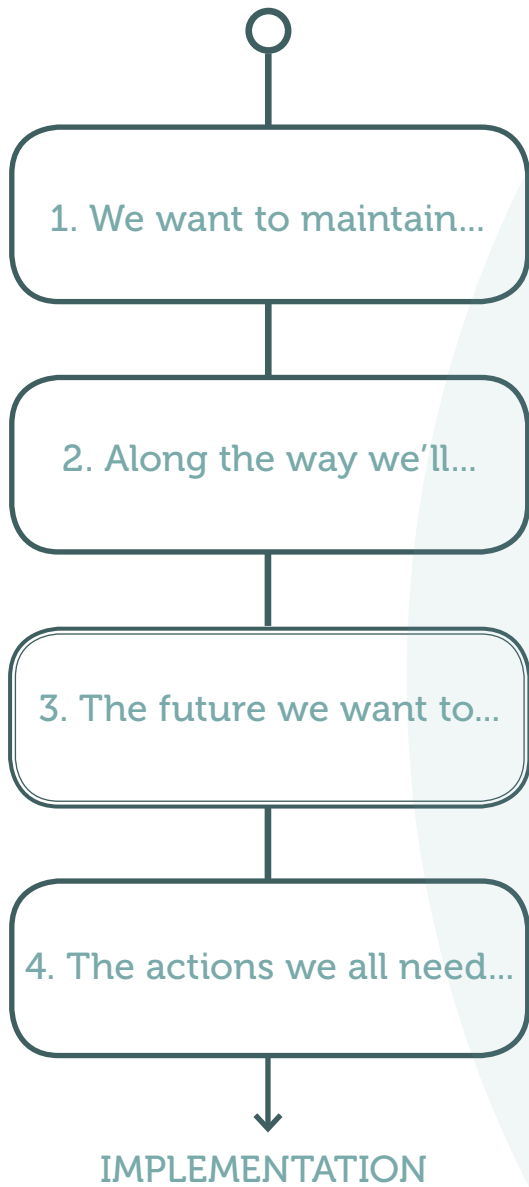 1. We want to maintain...
2. Along the way we’ll...
3. The future we want to...
4. The actions we all need...
IMPLEMENTATION